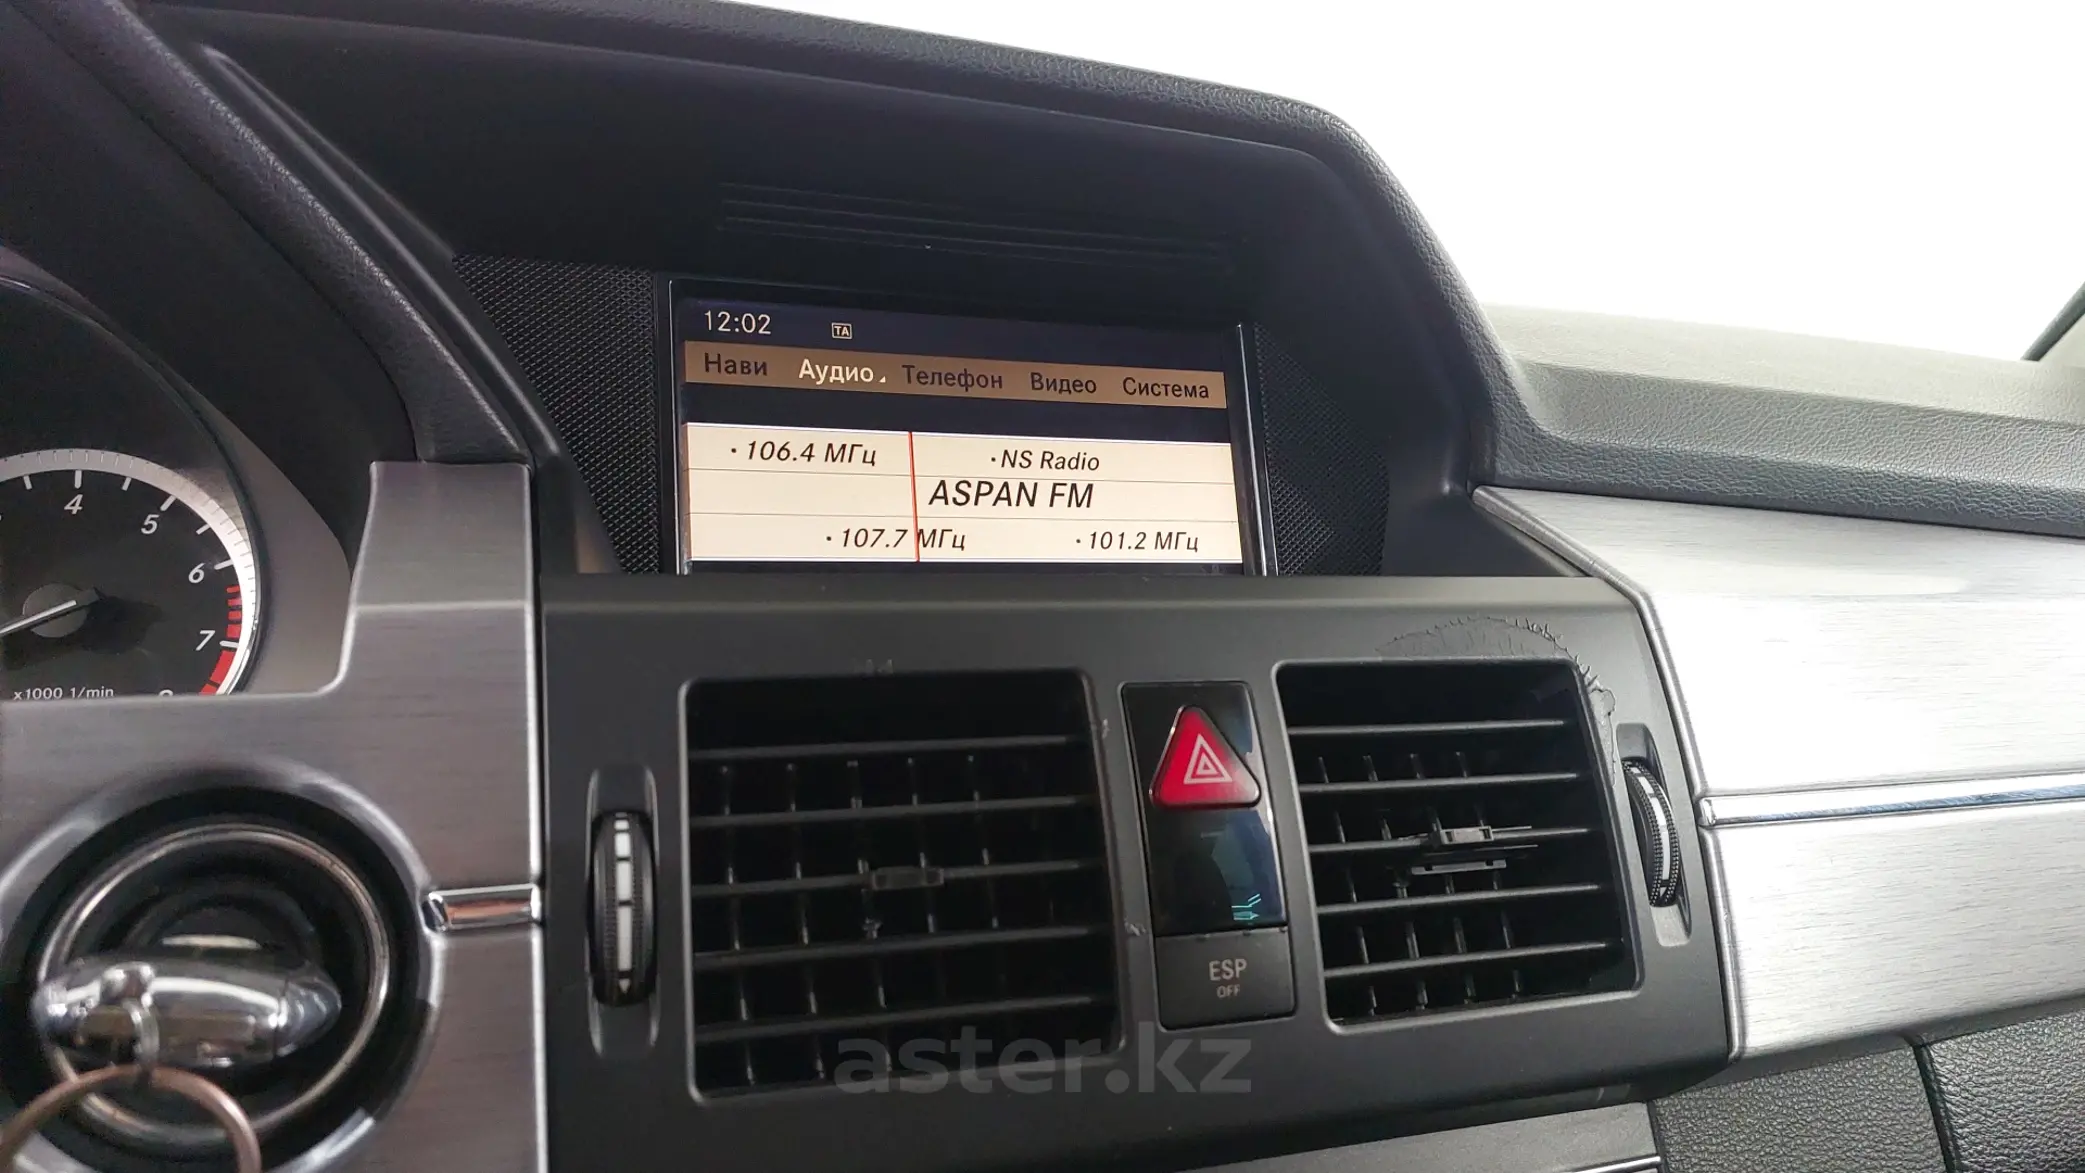 12:02 TA
Нави Аудио Телефон Видео Система
·106.4 МГц ·NS Radio
ASPAN FM
·107.7 МГц ·101.2 МГц
4
5
6
7
x1000 1/min
ESP
OFF
aster.kz